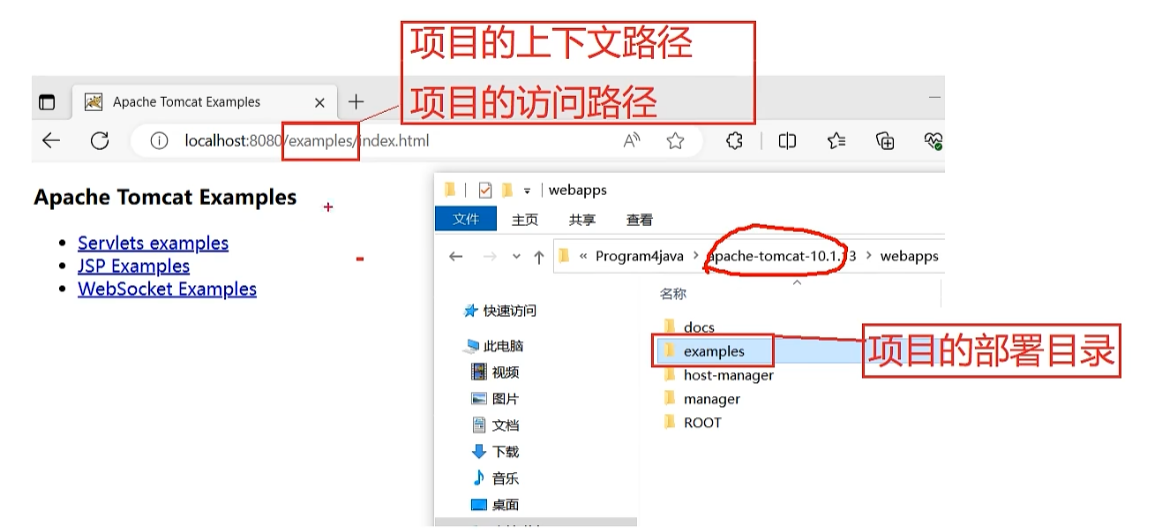 项目的上下文路径
项目的访问路径
Apache Tomcat Examples
localhost:8080/examples/index.html
Apache Tomcat Examples
Servlets examples
JSP Examples
WebSocket Examples
webapps
文件 主页 共享 查看
« Program4java › apache-tomcat-10.1.13 › webapps
名称
快速访问
此电脑
视频
图片
文档
下载
音乐
桌面
docs
examples
host-manager
manager
ROOT
项目的部署目录